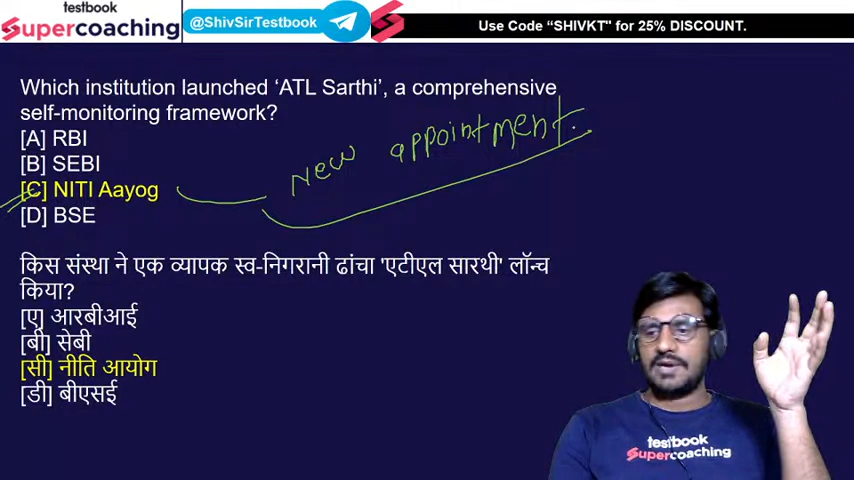 testbook
Supercoaching
@ShivSirTestbook
Use Code “SHIVKT" for 25% DISCOUNT.
Which institution launched ‘ATL Sarthi’, a comprehensive
self-monitoring framework?
[A] RBI
[B] SEBI
[C] NITI Aayog
[D] BSE
New appointment.
किस संस्था ने एक व्यापक स्व-निगरानी ढांचा 'एटीएल सारथी' लॉन्च
किया?
[ए] आरबीआई
[बी] सेबी
[सी] नीति आयोग
[डी] बीएसई
testbook
Supercoaching